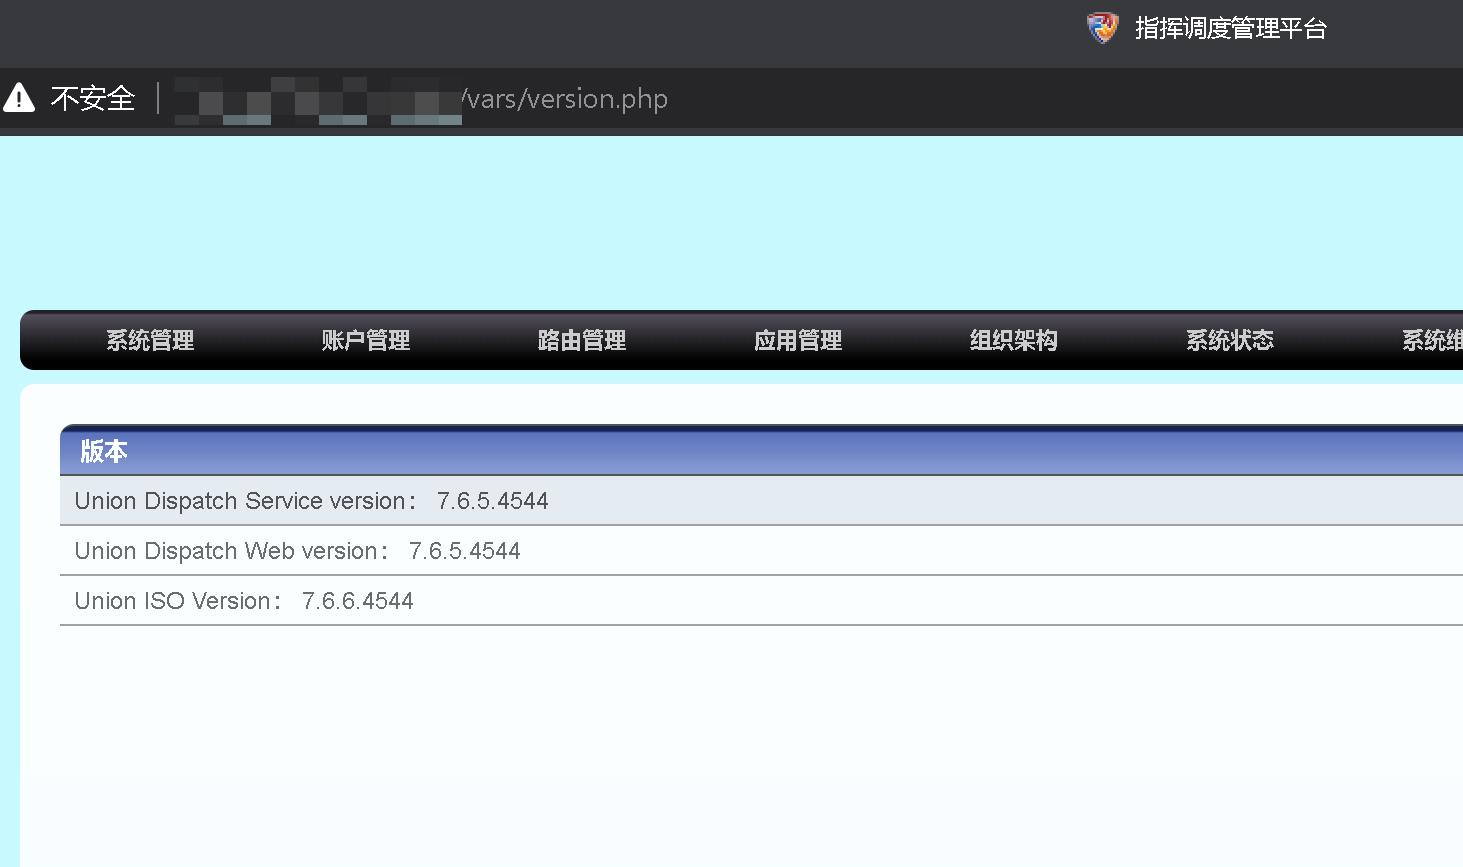 指挥调度管理平台
不安全 /vars/version.php
系统管理 账户管理 路由管理 应用管理 组织架构 系统状态 系统维
版本
Union Dispatch Service version： 7.6.5.4544
Union Dispatch Web version： 7.6.5.4544
Union ISO Version： 7.6.6.4544